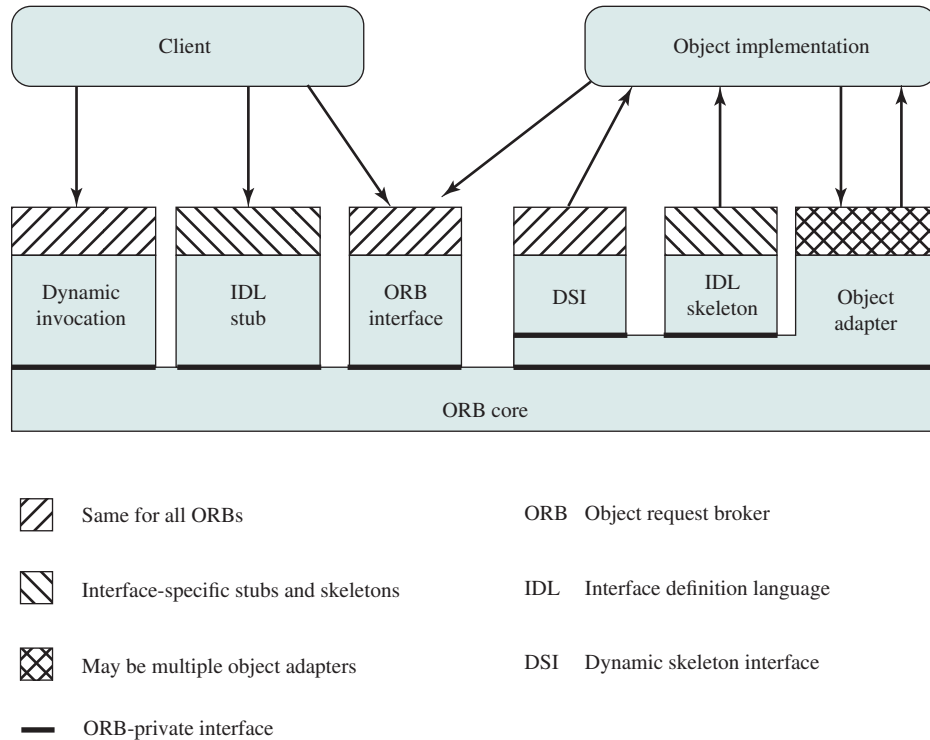 Client
Object implementation
Dynamic
invocation
IDL
stub
ORB
interface
DSI
IDL
skeleton
Object
adapter
ORB core
Same for all ORBs
ORB Object request broker
Interface-specific stubs and skeletons
IDL Interface definition language
May be multiple object adapters
DSI Dynamic skeleton interface
ORB-private interface